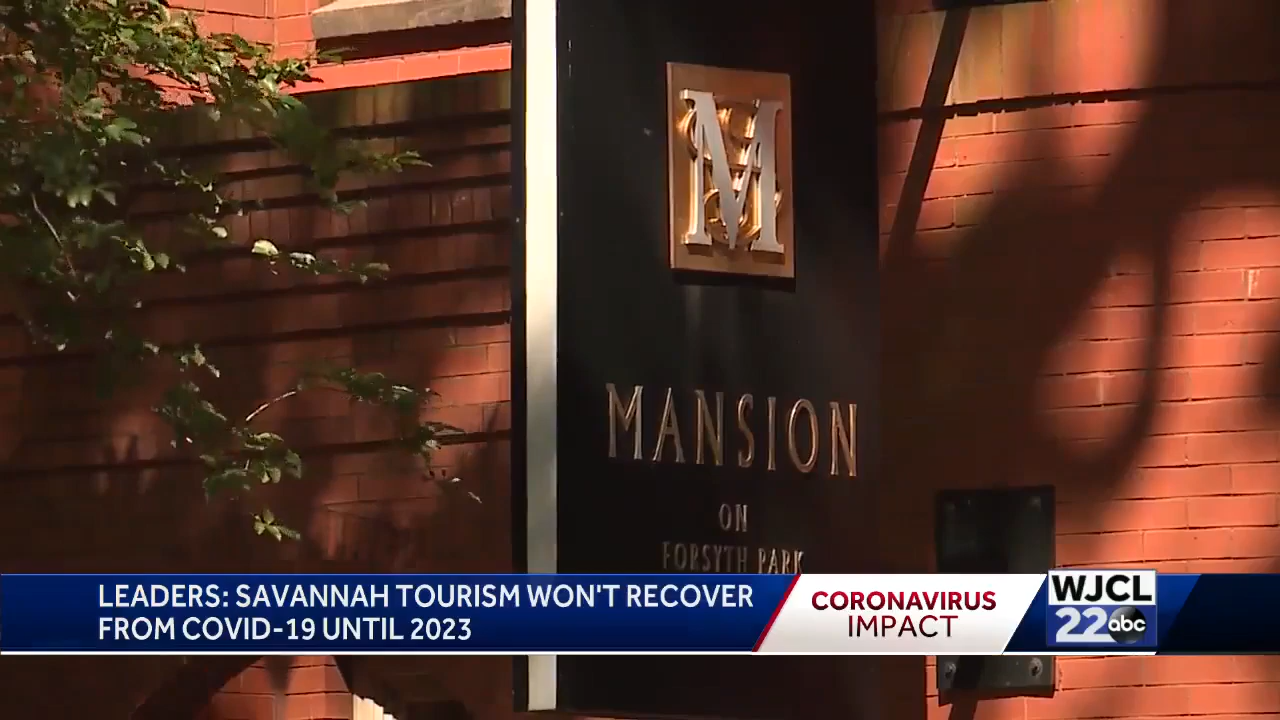 M
MANSION
ON
FORSYTH PARK
LEADERS: SAVANNAH TOURISM WON'T RECOVER
FROM COVID-19 UNTIL 2023
CORONAVIRUS
IMPACT
WJCL
22 abc